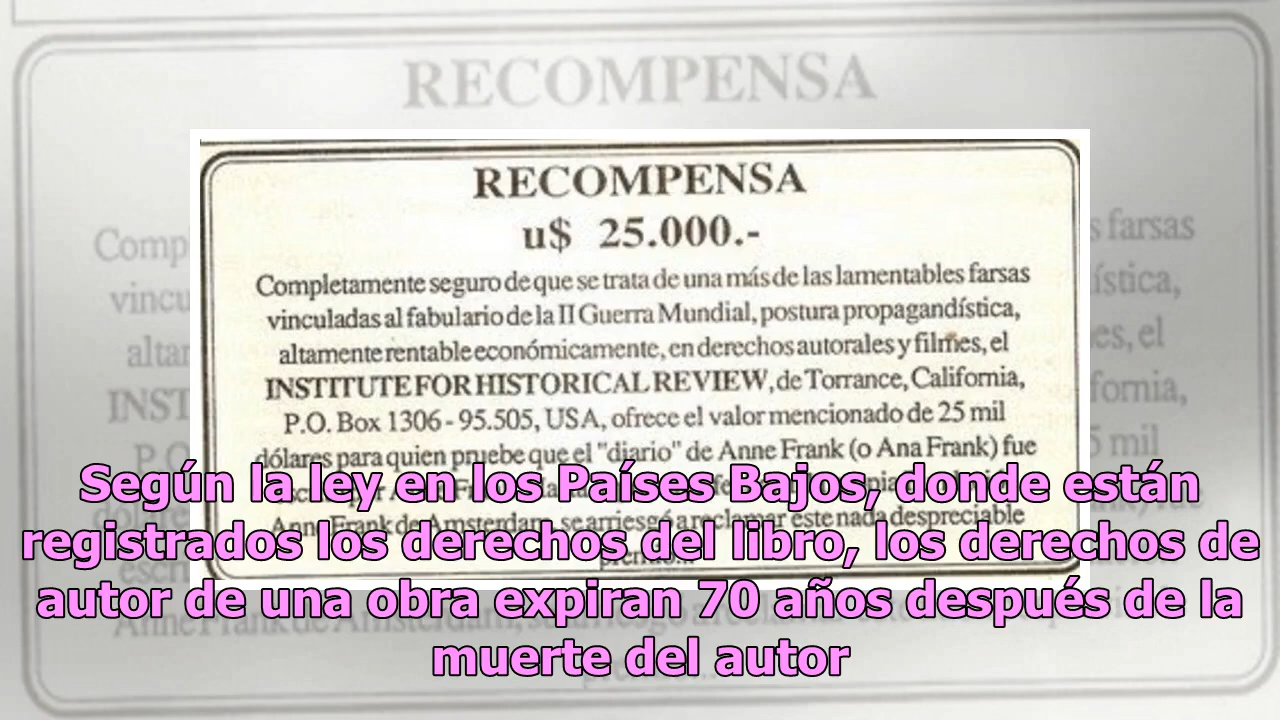 RECOMPENSA
RECOMPENSA
u$ 25.000.-
Completamente seguro de que se trata de una más de las lamentables farsas
vinculadas al fabulario de la II Guerra Mundial, postura propagandística,
altamente rentable económicamente, en derechos autorales y filmes, el
INSTITUTE FOR HISTORICAL REVIEW, de Torrance, California,
P.O. Box 1306 - 95.505, USA, ofrece el valor mencionado de 25 mil
dólares para quien pruebe que el "diario" de Anne Frank (o Ana Frank) fue
Anne Frank de Amsterdam, se arriesgó a reclamar este nada despreciable
Según la ley en los Países Bajos, donde están
registrados los derechos del libro, los derechos de
autor de una obra expiran 70 años después de la
muerte del autor